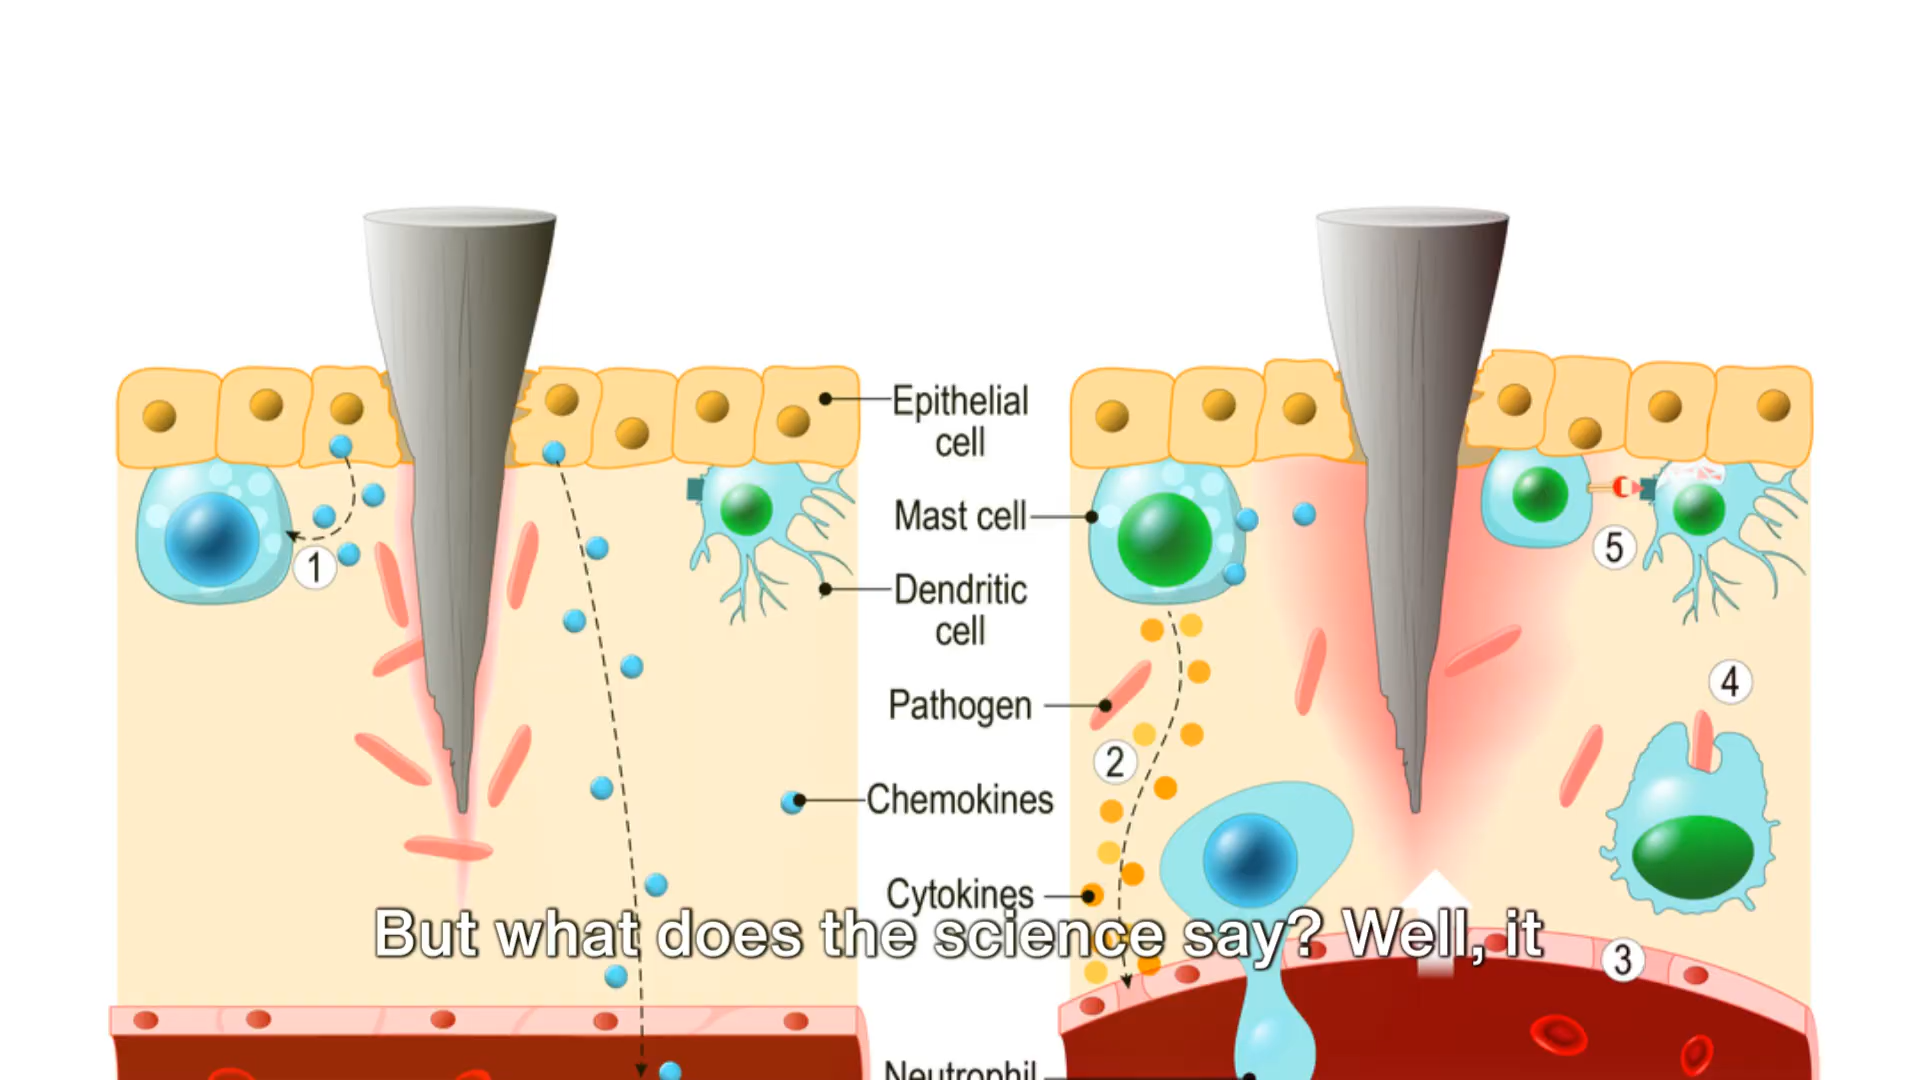 Epithelial
cell
Mast cell
1
5
Dendritic
cell
4
Pathogen
2
Chemokines
Cytokines
But what does the science say? Well, it
3
Neutrophil